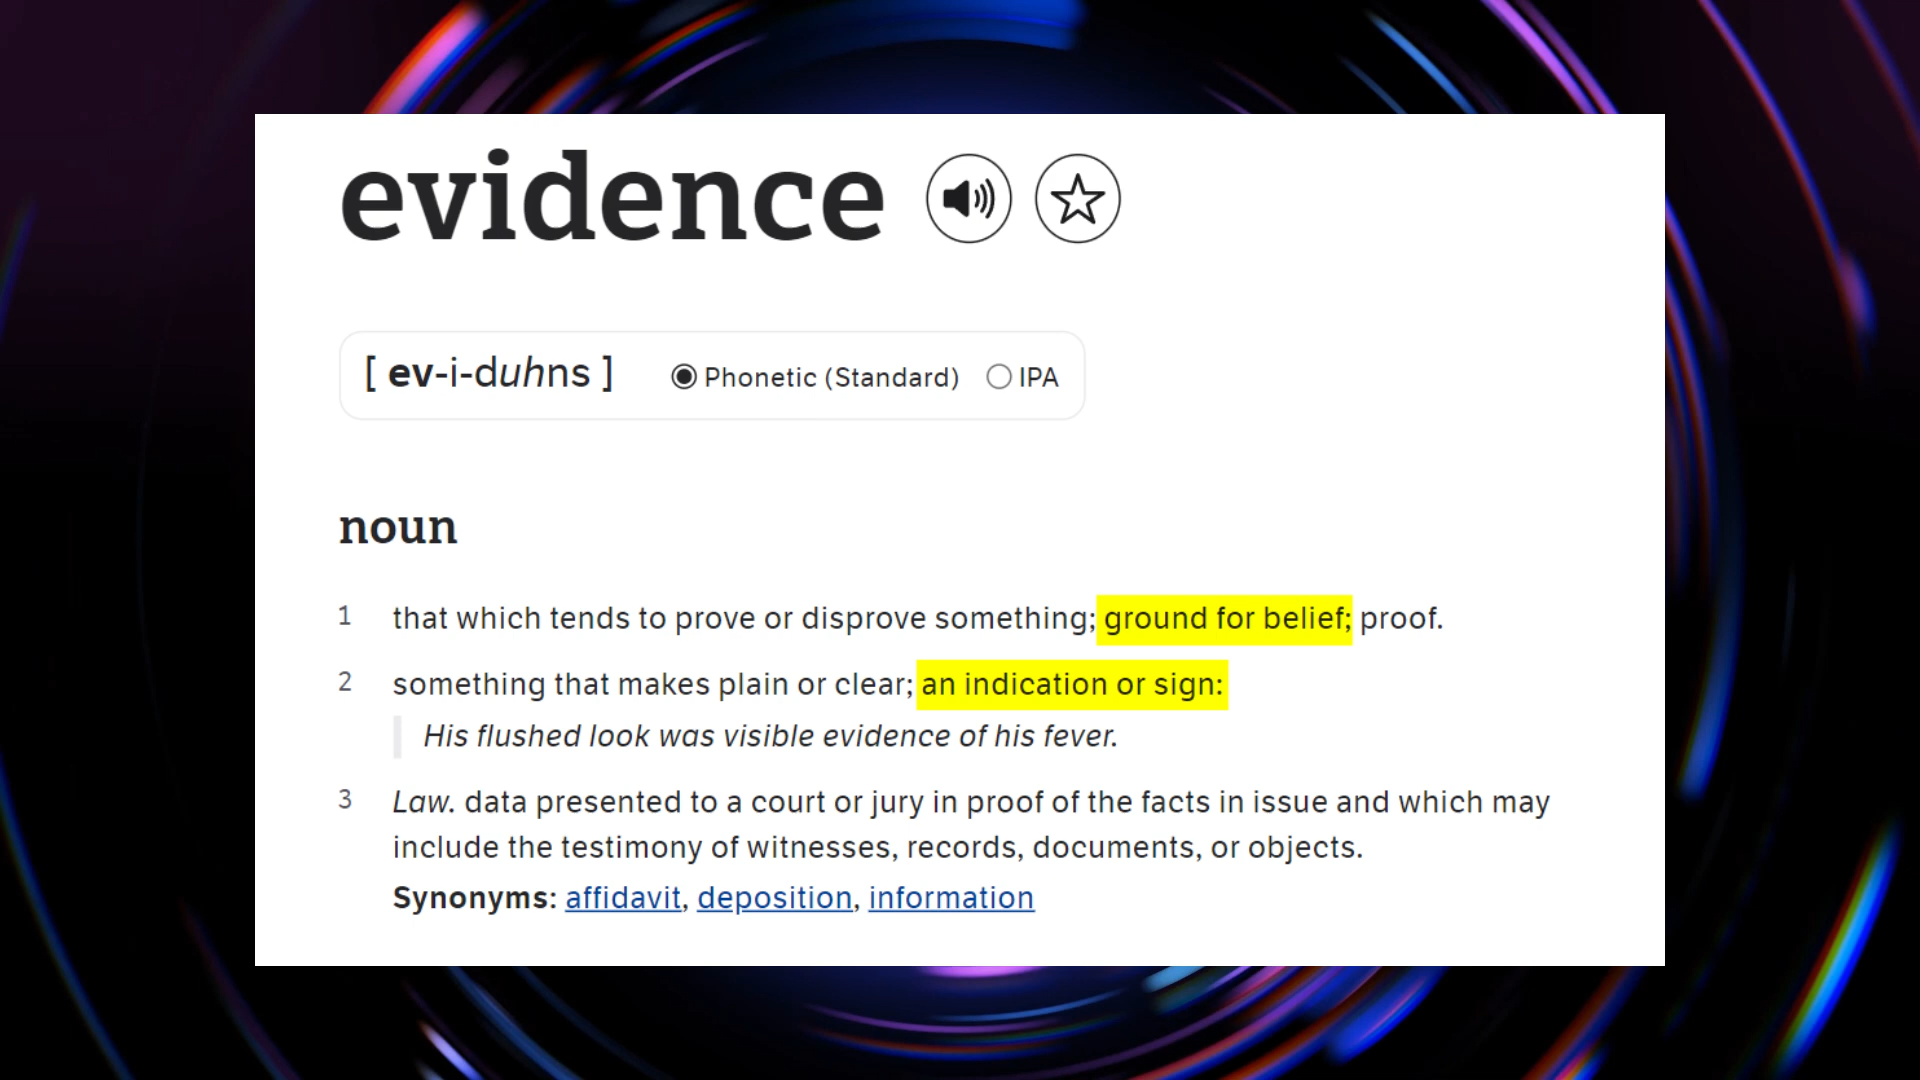 evidence
[ ev-i-duhns ] Phonetic (Standard) IPA
noun
1 that which tends to prove or disprove something; ground for belief; proof.
2 something that makes plain or clear; an indication or sign:
His flushed look was visible evidence of his fever.
3 Law. data presented to a court or jury in proof of the facts in issue and which may
include the testimony of witnesses, records, documents, or objects.
Synonyms: affidavit, deposition, information